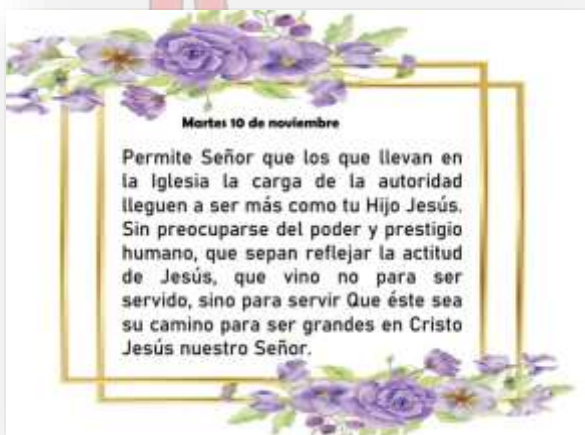 Martes 10 de noviembre
Permite Señor que los que llevan en
la Iglesia la carga de la autoridad
lleguen a ser más como tu Hijo Jesús.
Sin preocuparse del poder y prestigio
humano, que sepan reflejar la actitud
de Jesús, que vino no para ser
servido, sino para servir Que éste sea
su camino para ser grandes en Cristo
Jesús nuestro Señor.